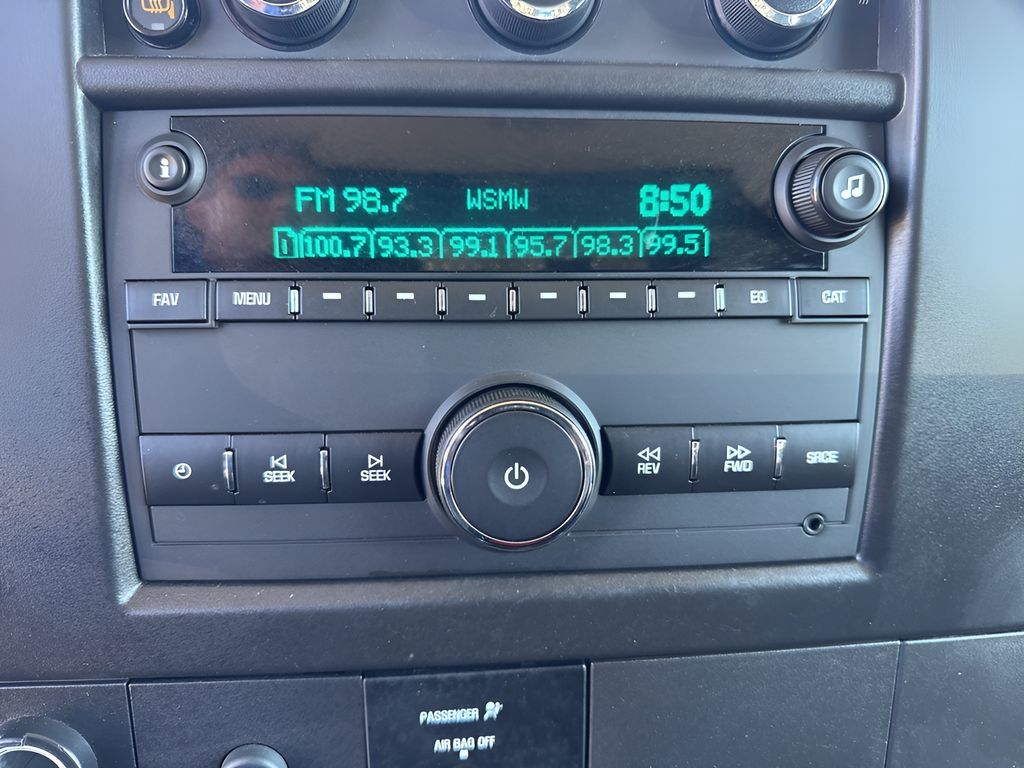 FM 98.7 WSMW 8:50
1 100.7 93.3 99.1 95.7 98.3 99.5
FAV MENU EQ CAT
SEEK SEEK REV FWD SRCE
PASSENGER
AIR BAG OFF